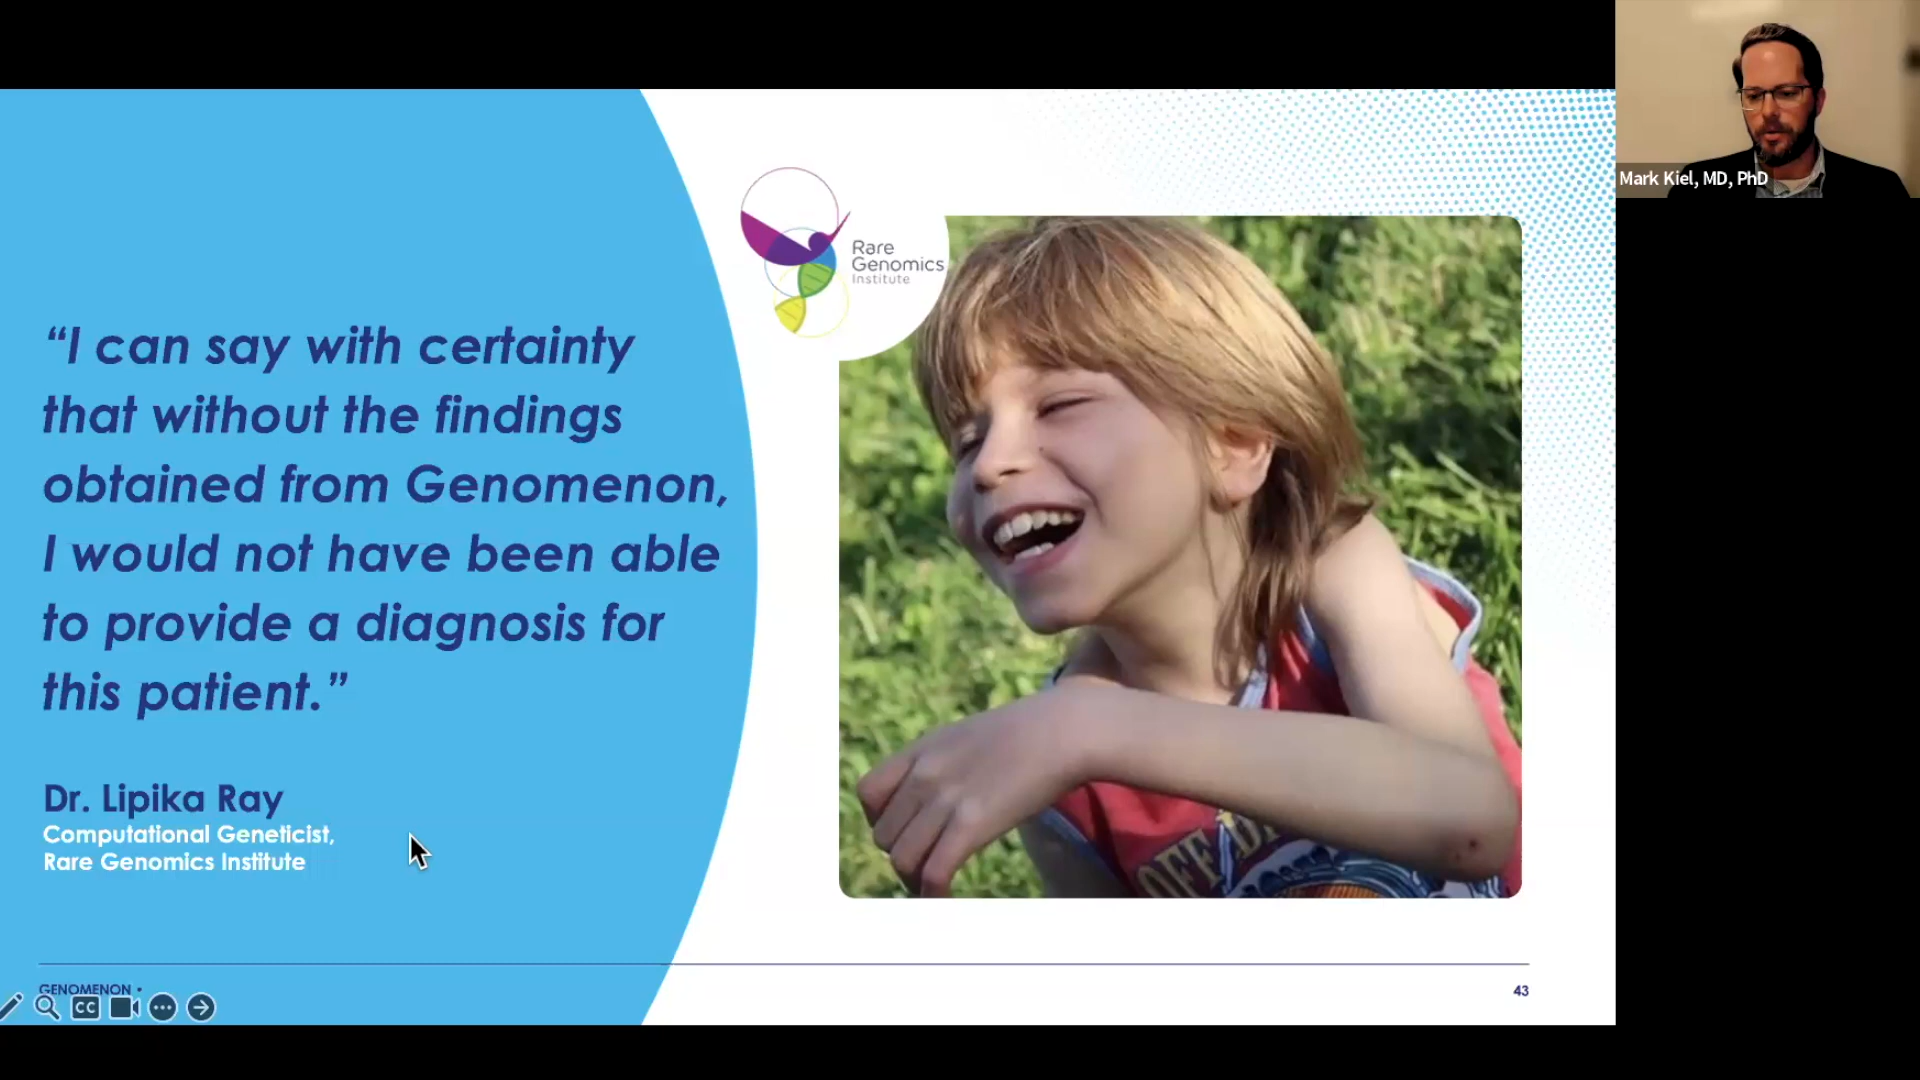 Mark Kiel, MD, PhD
Rare
Genomics
Institute
“I can say with certainty
that without the findings
obtained from Genomenon,
I would not have been able
to provide a diagnosis for
this patient.”
Dr. Lipika Ray
Computational Geneticist,
Rare Genomics Institute
OFF
GENOMENON •
CC
43